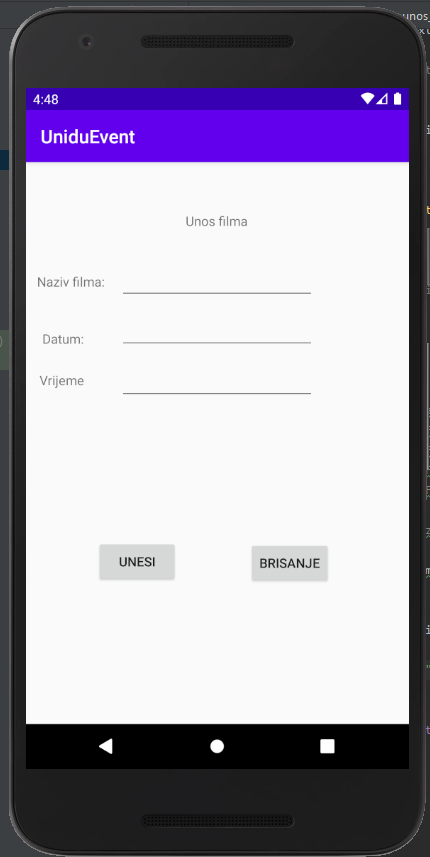 4:48
UniduEvent
Unos filma
Naziv filma:
Datum:
Vrijeme
UNESI
BRISANJE